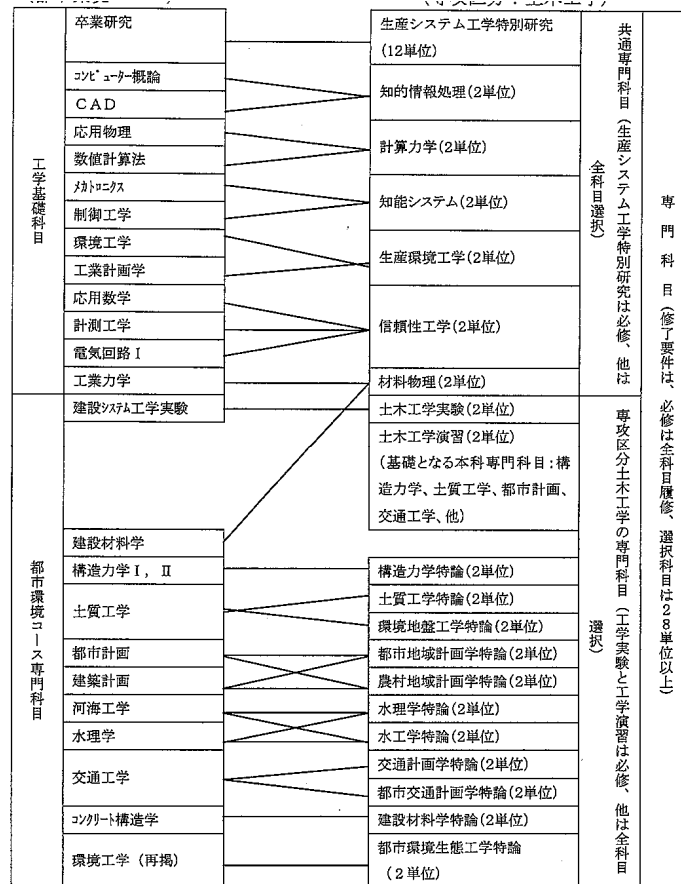 (専攻区分:土木工学)
工学基礎科目
卒業研究
コンピューター概論
CAD
応用物理
数値計算法
メカトロニクス
制御工学
環境工学
工業計画学
応用数学
計測工学
電気回路Ⅰ
工業力学
都市環境コース専門科目
建設システム工学実験
建設材料学
構造力学Ⅰ,Ⅱ
土質工学
都市計画
建築計画
河海工学
水理学
交通工学
コンクリート構造学
環境工学(再掲)
生産システム工学特別研究
(12単位)
知的情報処理(2単位)
計算力学(2単位)
知能システム(2単位)
生産環境工学(2単位)
信頼性工学(2単位)
材料物理(2単位)
土木工学実験(2単位)
土木工学演習(2単位)
(基礎となる本科専門科目:構
造力学、土質工学、都市計画、
交通工学、他)
構造力学特論(2単位)
土質工学特論(2単位)
環境地盤工学特論(2単位)
都市地域計画学特論(2単位)
農村地域計画学特論(2単位)
水理学特論(2単位)
水工学特論(2単位)
交通計画学特論(2単位)
都市交通計画学特論(2単位)
建設材料学特論(2単位)
都市環境生態工学特論
(2単位)
共通専門科目(生産システム工学特別研究は必修、他は
全科目選択)
専攻区分土木工学の専門科目(工学実験と工学演習は必修、他は全科目
選択)
専門科目(修了要件は、必修は全科目履修、選択科目は28単位以上)